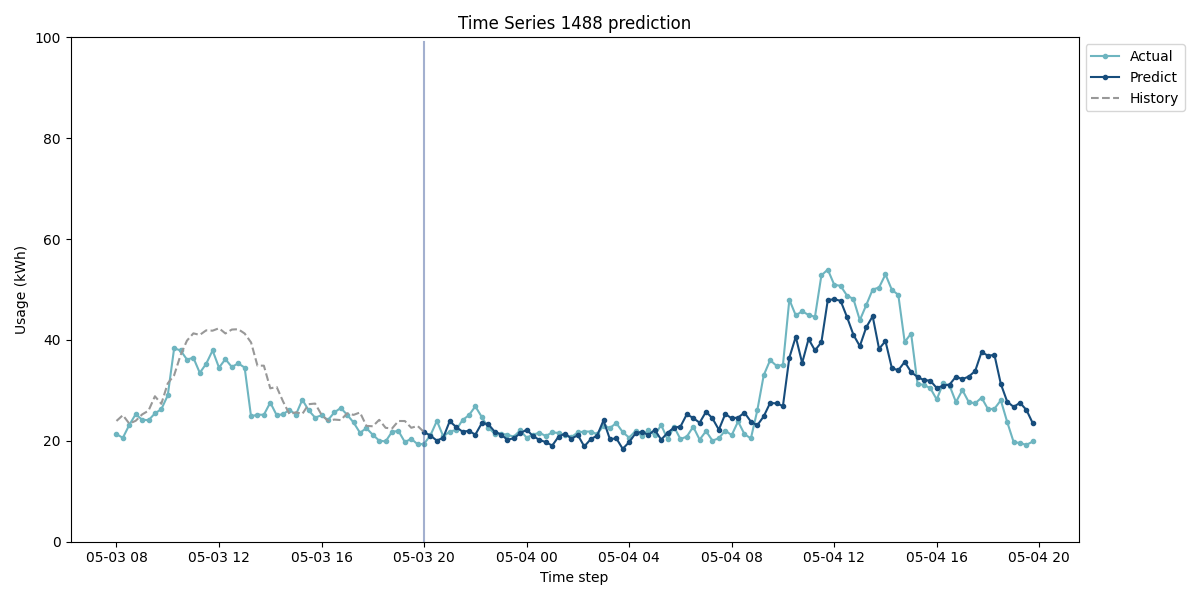 Time Series 1488 prediction
100
80
60
40
20
0
Usage (kWh)
05-03 08
05-03 12
05-03 16
05-03 20
05-04 00
05-04 04
05-04 08
05-04 12
05-04 16
05-04 20
Time step
Actual
Predict
History